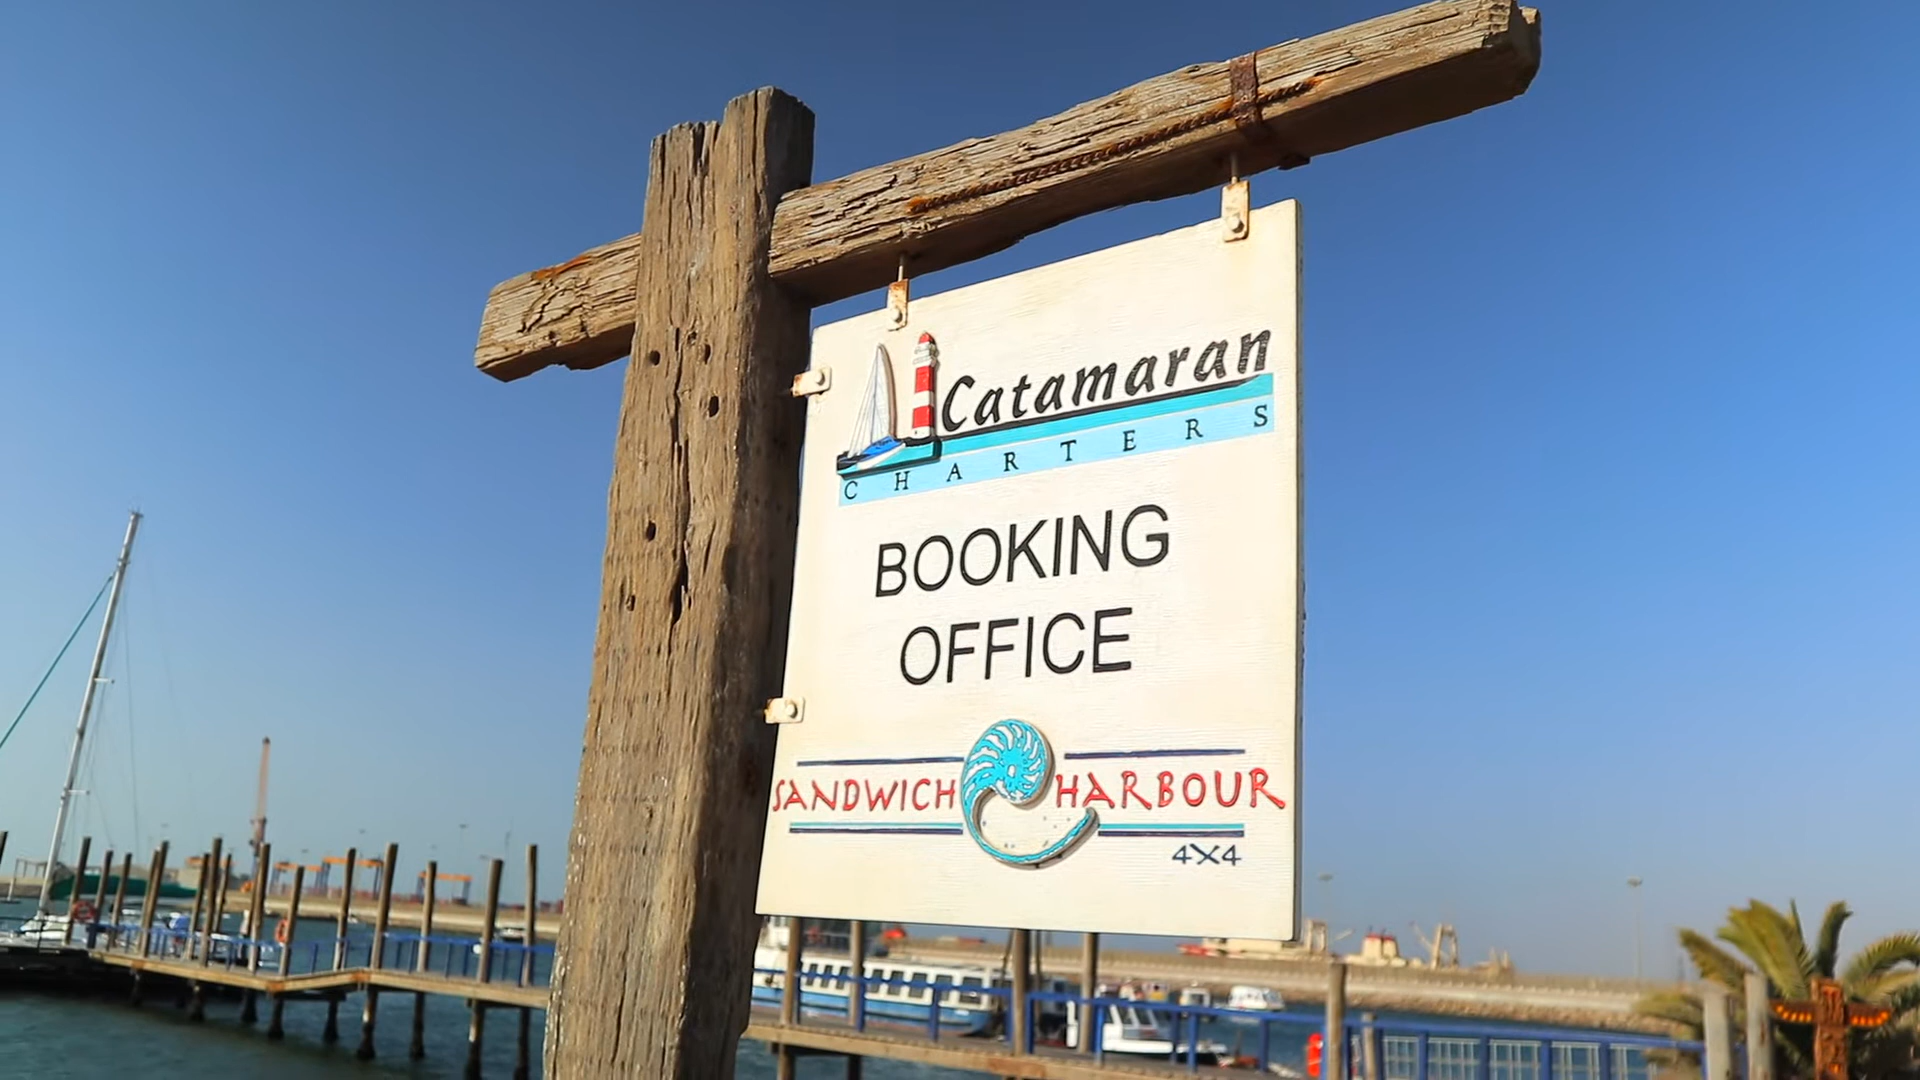 Catamaran
CHARTERS
BOOKING
OFFICE
SANDWICH HARBOUR
4X4